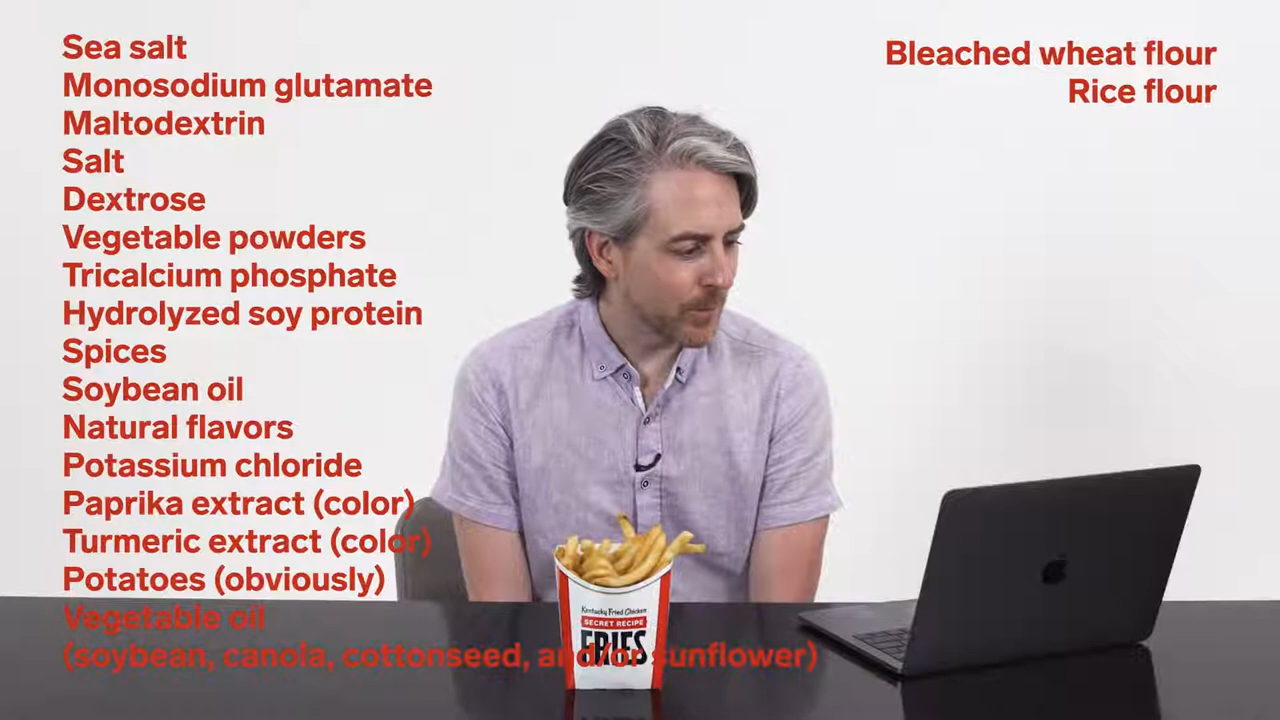 Sea salt
Monosodium glutamate
Maltodextrin
Salt
Dextrose
Vegetable powders
Tricalcium phosphate
Hydrolyzed soy protein
Spices
Soybean oil
Natural flavors
Potassium chloride
Paprika extract (color)
Turmeric extract (color)
Potatoes (obviously)
Vegetable oil
(soybean, canola, cottonseed, and/or sunflower)
Bleached wheat flour
Rice flour
Kentucky Fried Chicken
SECRET RECIPE
FRIES